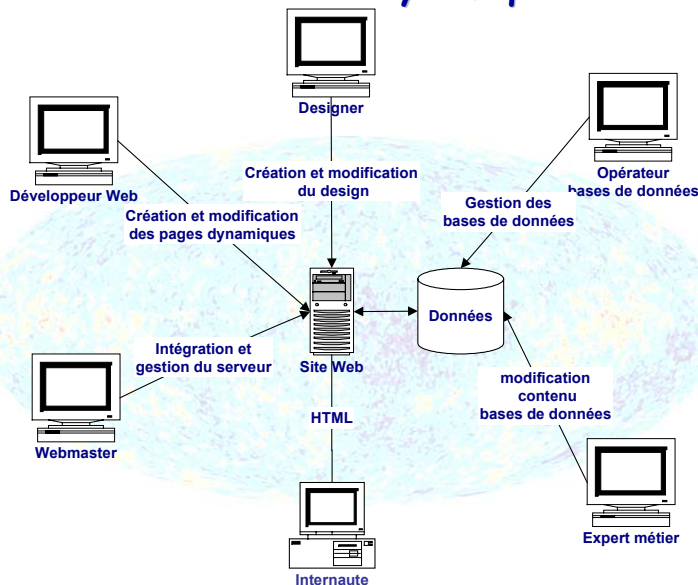 Designer
Développeur Web
Opérateur
bases de données
Création et modification
du design
Création et modification
des pages dynamiques
Gestion des
bases de données
Données
Intégration et
gestion du serveur
Site Web
modification
contenu
bases de données
HTML
Webmaster
Expert métier
Internaute